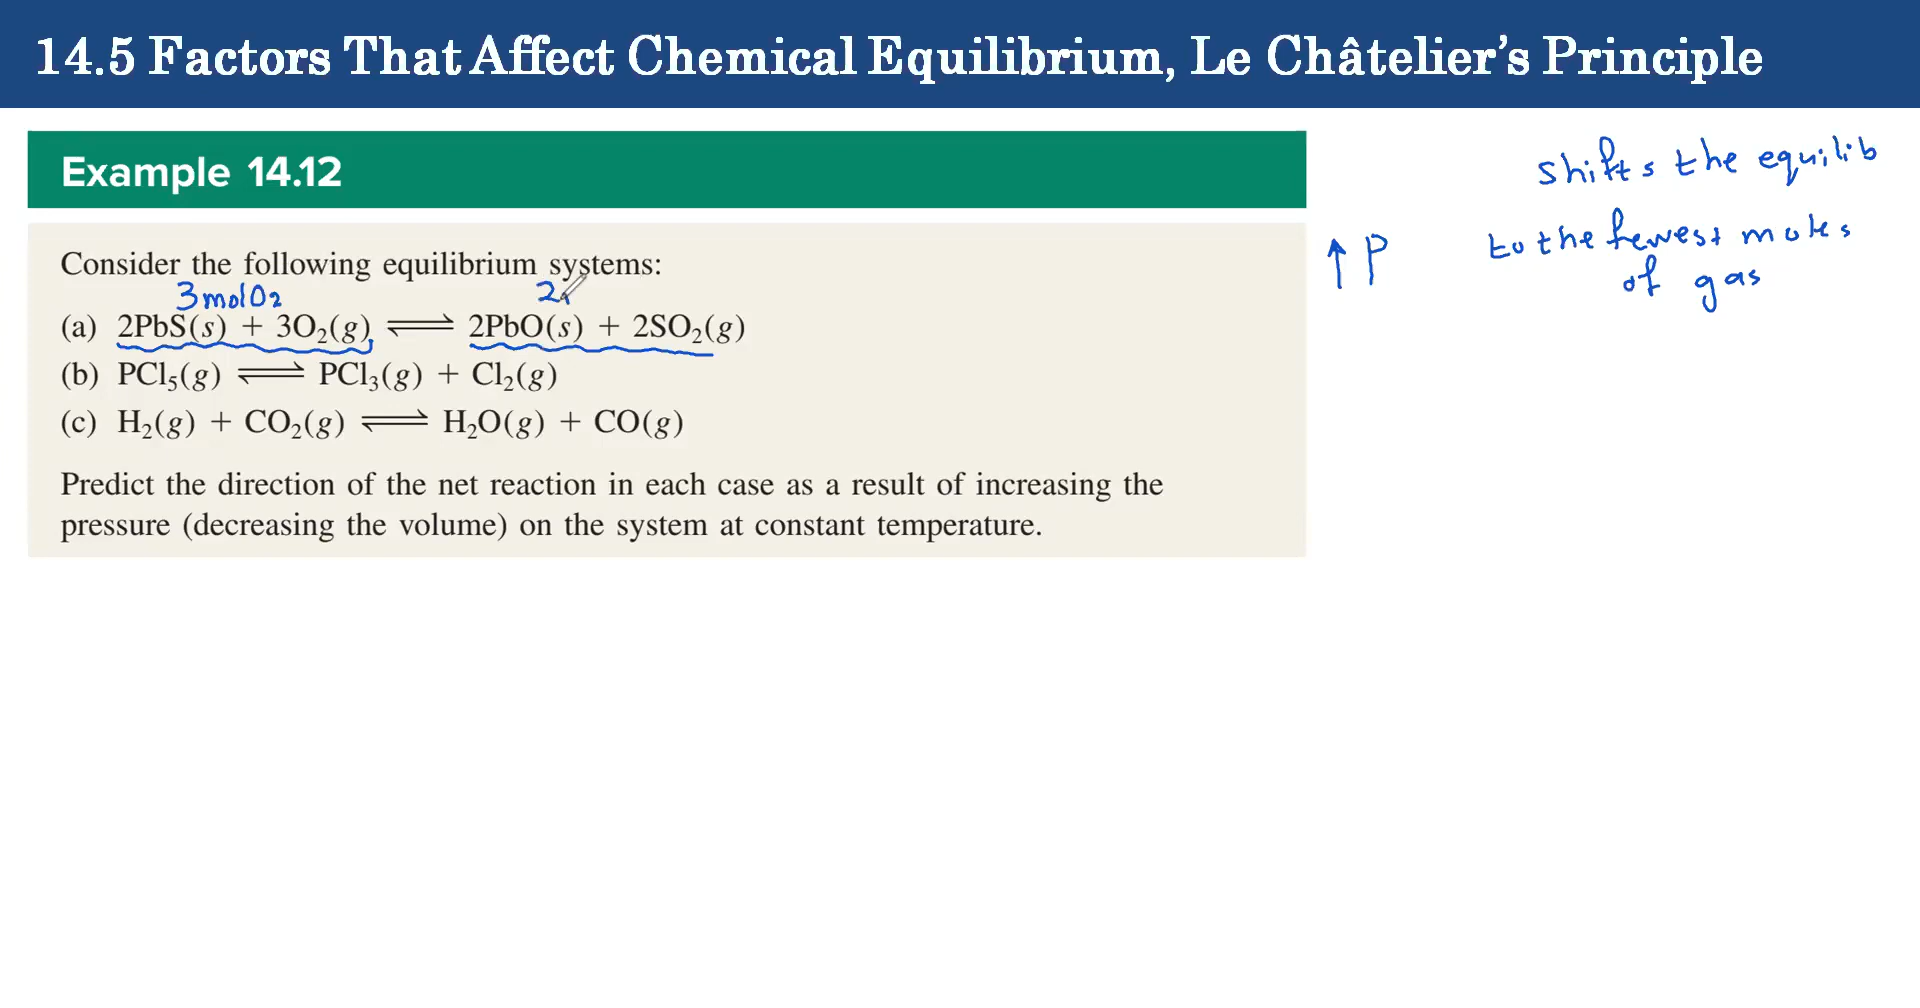 14.5 Factors That Affect Chemical Equilibrium, Le Châtelier's Principle
Example 14.12
Consider the following equilibrium systems:
3molO₂ 2
(a) 2PbS(s) + 3O₂(g) ⇌ 2PbO(s) + 2SO₂(g)
(b) PCl₅(g) ⇌ PCl₃(g) + Cl₂(g)
(c) H₂(g) + CO₂(g) ⇌ H₂O(g) + CO(g)
Predict the direction of the net reaction in each case as a result of increasing the
pressure (decreasing the volume) on the system at constant temperature.
shifts the equilib
↑ P to the fewest moles
of gas